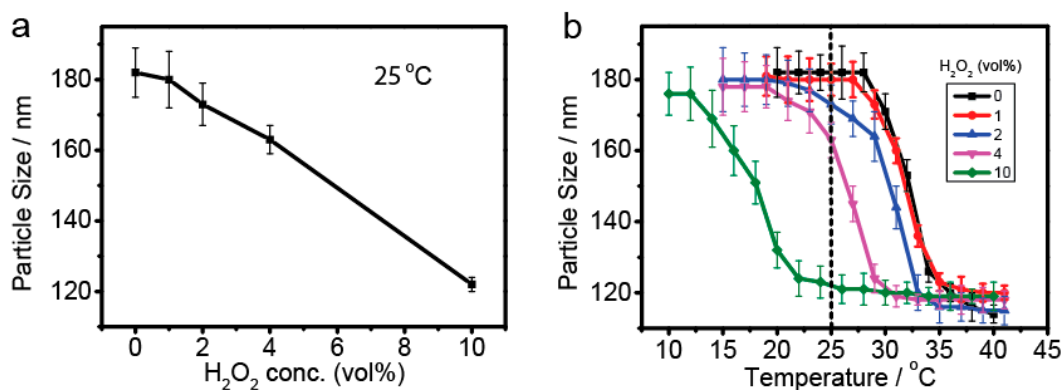 a
180
160
140
120
Particle Size / nm
25 °C
0 2 4 6 8 10
H₂O₂ conc. (vol%)
b
180
160
140
120
Particle Size / nm
H₂O₂ (vol%)
0
1
2
4
10
10 15 20 25 30 35 40 45
Temperature / °C